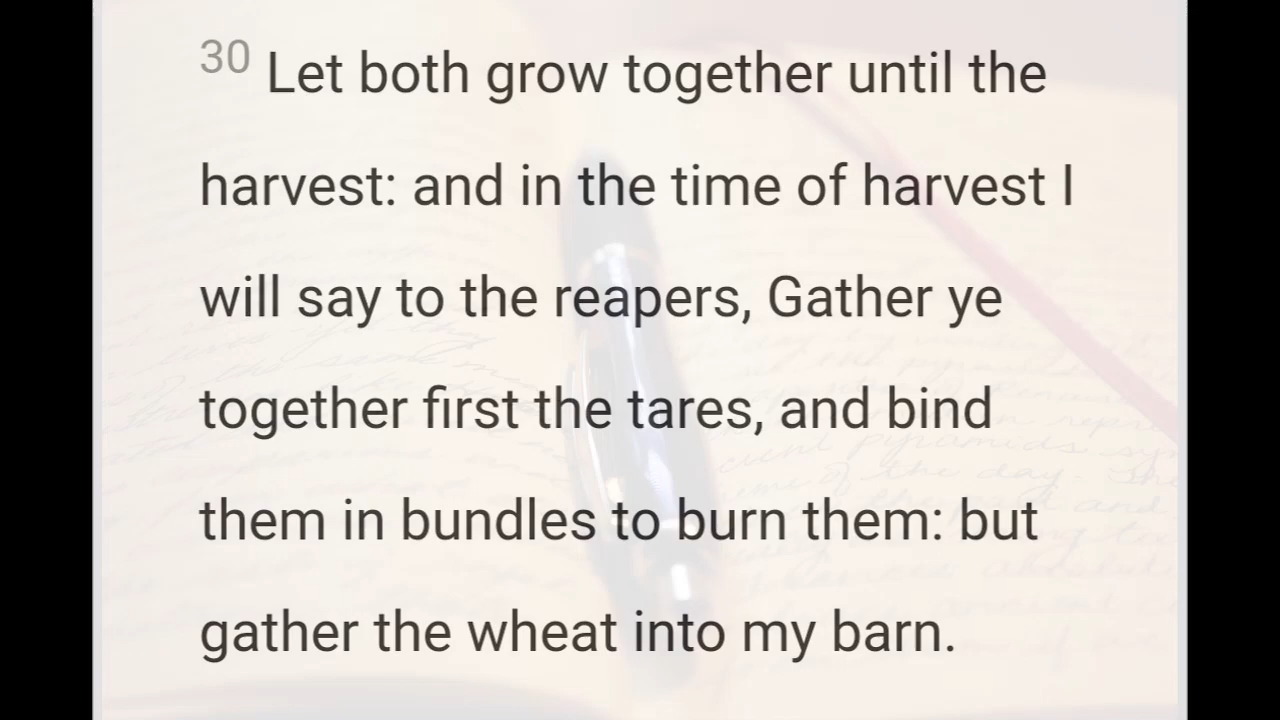 30 Let both grow together until the
harvest: and in the time of harvest I
will say to the reapers, Gather ye
together first the tares, and bind
them in bundles to burn them: but
gather the wheat into my barn.